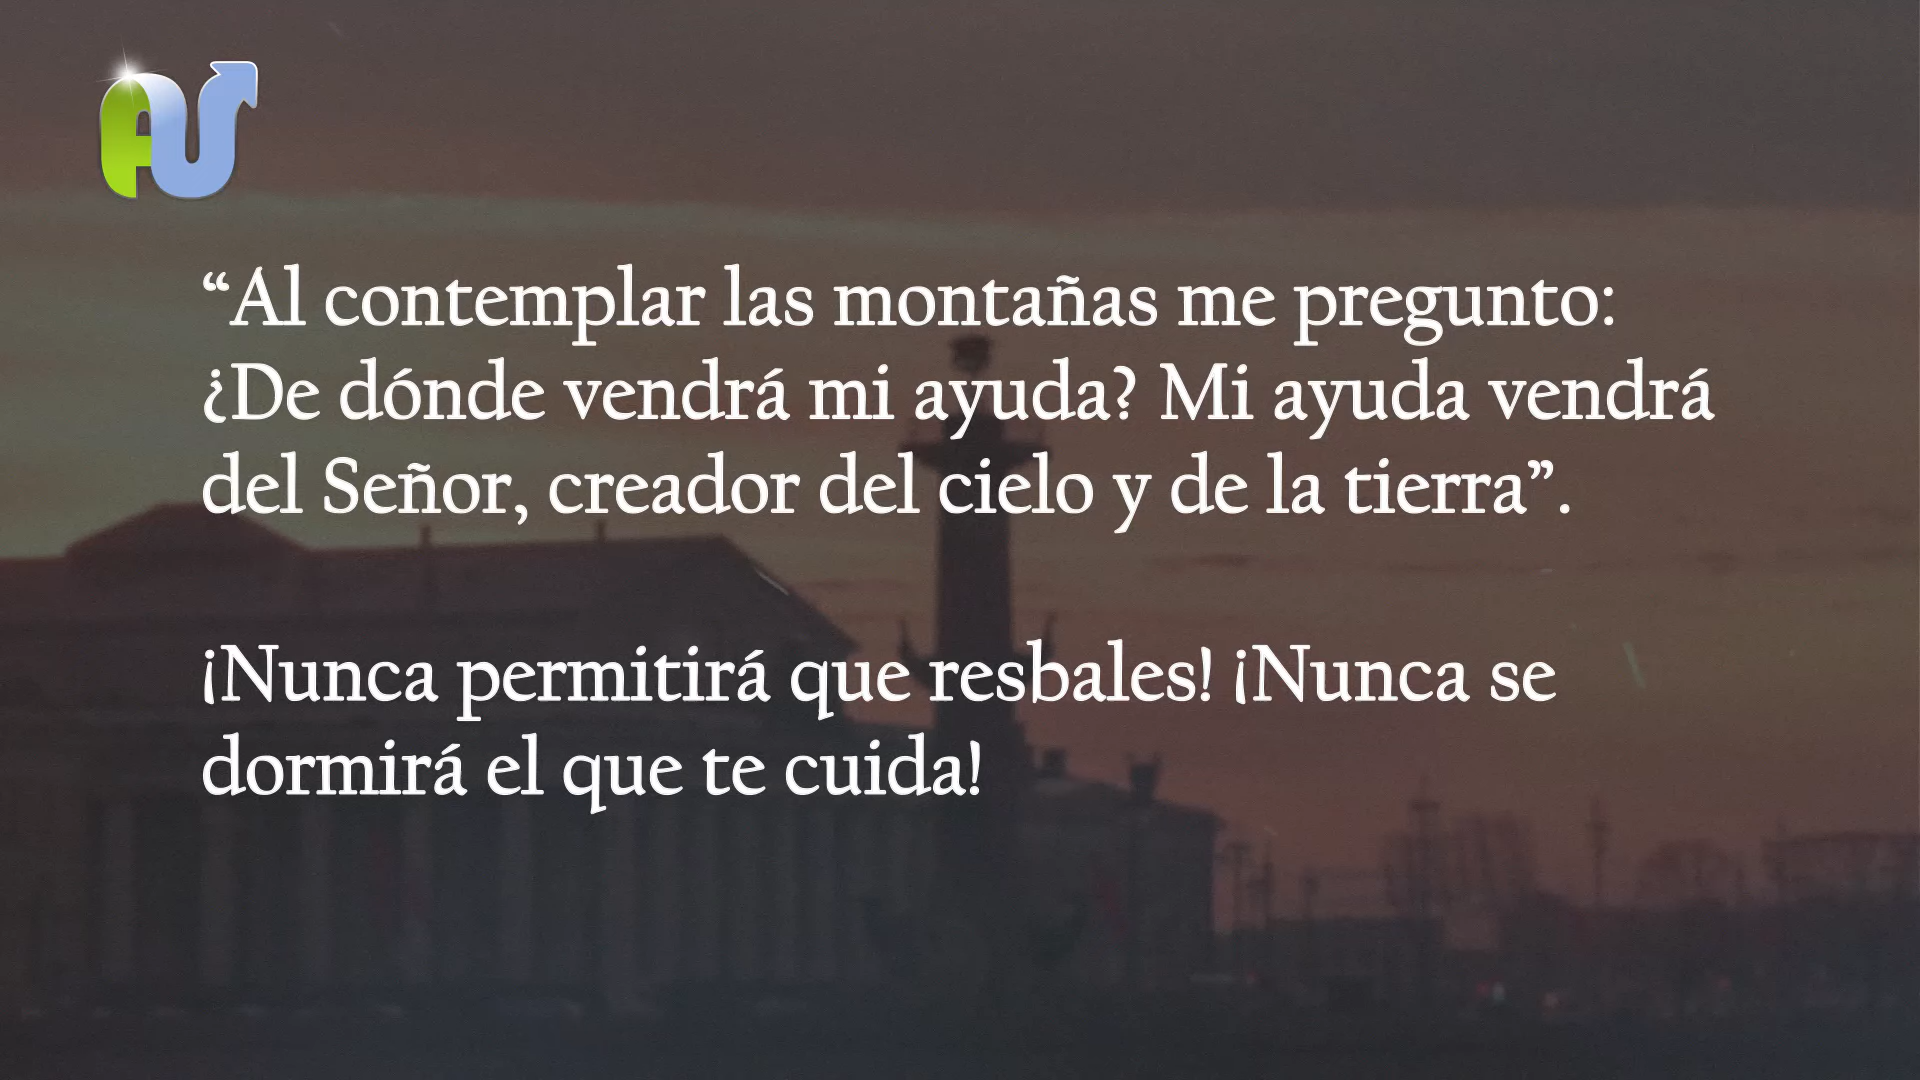 AU
“Al contemplar las montañas me pregunto:
¿De dónde vendrá mi ayuda? Mi ayuda vendrá
del Señor, creador del cielo y de la tierra”.
¡Nunca permitirá que resbales! ¡Nunca se
dormirá el que te cuida!